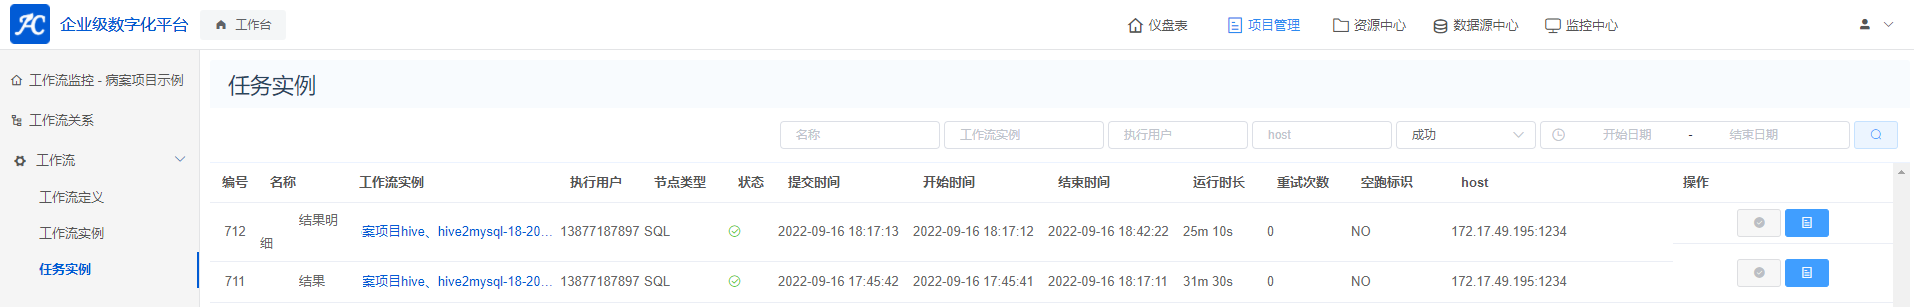 企业级数字化平台
工作台
仪盘表
项目管理
资源中心
数据源中心
监控中心
工作流监控 - 病案项目示例
工作流关系
工作流
工作流定义
工作流实例
任务实例
任务实例
名称 工作流实例 执行用户 host 成功 开始日期 - 结束日期
编号 名称 工作流实例 执行用户 节点类型 状态 提交时间 开始时间 结束时间 运行时长 重试次数 空跑标识 host 操作
712 结果明细 案项目hive、hive2mysql-18-20... 13877187897 SQL 2022-09-16 18:17:13 2022-09-16 18:17:12 2022-09-16 18:42:22 25m 10s 0 NO 172.17.49.195:1234
711 结果 案项目hive、hive2mysql-18-20... 13877187897 SQL 2022-09-16 17:45:42 2022-09-16 17:45:41 2022-09-16 18:17:11 31m 30s 0 NO 172.17.49.195:1234